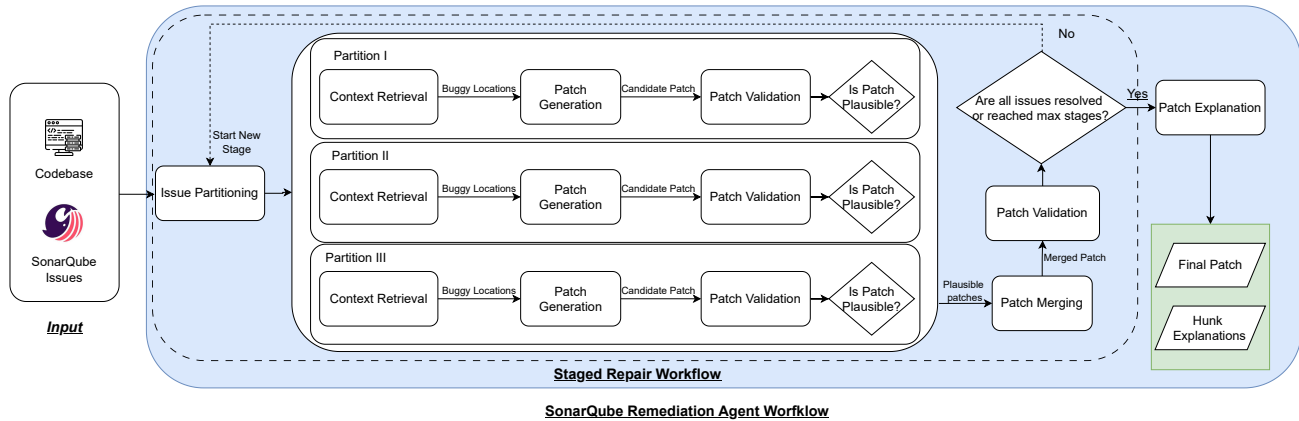 Codebase
SonarQube
Issues
Input
Start New
Stage
Issue Partitioning
Partition I
Context Retrieval
Buggy Locations
Patch
Generation
Candidate Patch
Patch Validation
Is Patch
Plausible?
Partition II
Context Retrieval
Buggy Locations
Patch
Generation
Candidate Patch
Patch Validation
Is Patch
Plausible?
Partition III
Context Retrieval
Buggy Locations
Patch
Generation
Candidate Patch
Patch Validation
Is Patch
Plausible?
Plausible
patches
Patch Merging
Merged Patch
Patch Validation
Are all issues resolved
or reached max stages?
No
Yes
Patch Explanation
Final Patch
Hunk
Explanations
Staged Repair Workflow
SonarQube Remediation Agent Worfklow